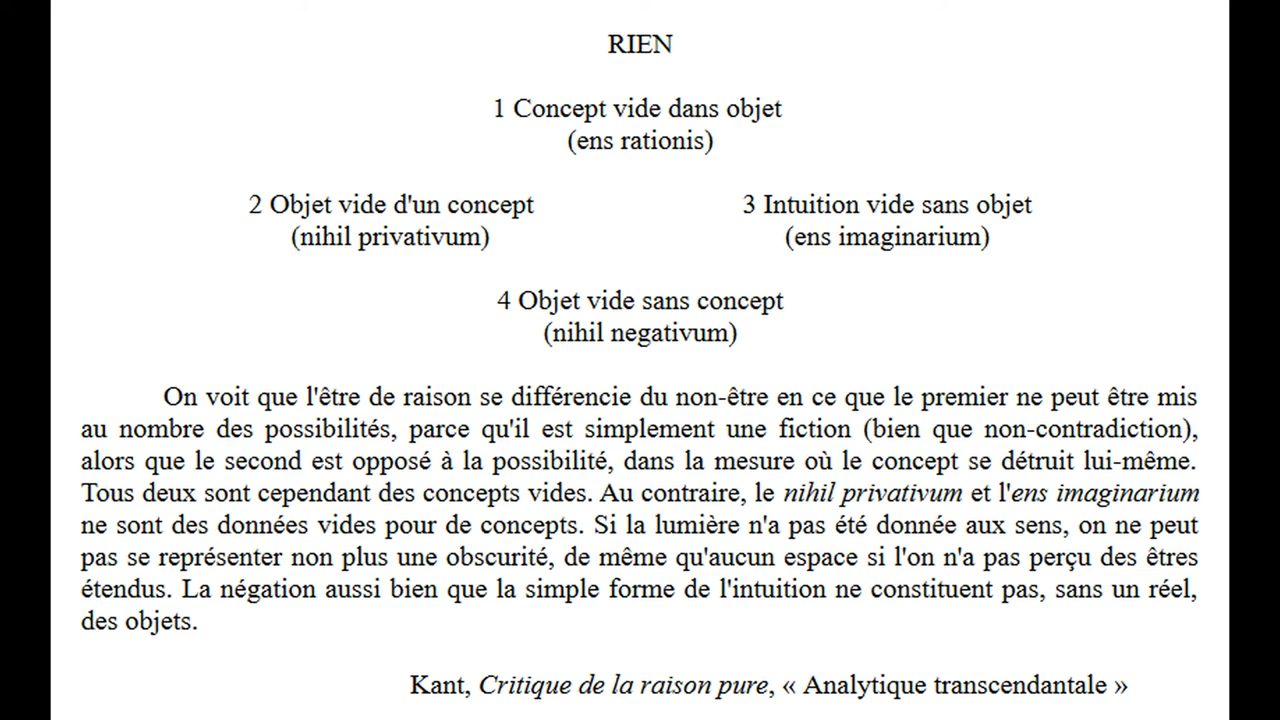 RIEN
1 Concept vide dans objet
(ens rationis)
2 Objet vide d'un concept
(nihil privativum)
3 Intuition vide sans objet
(ens imaginarium)
4 Objet vide sans concept
(nihil negativum)
On voit que l'être de raison se différencie du non-être en ce que le premier ne peut être mis
au nombre des possibilités, parce qu'il est simplement une fiction (bien que non-contradiction),
alors que le second est opposé à la possibilité, dans la mesure où le concept se détruit lui-même.
Tous deux sont cependant des concepts vides. Au contraire, le nihil privativum et l'ens imaginarium
ne sont des données vides pour de concepts. Si la lumière n'a pas été donnée aux sens, on ne peut
pas se représenter non plus une obscurité, de même qu'aucun espace si l'on n'a pas perçu des êtres
étendus. La négation aussi bien que la simple forme de l'intuition ne constituent pas, sans un réel,
des objets.
Kant, Critique de la raison pure, « Analytique transcendantale »